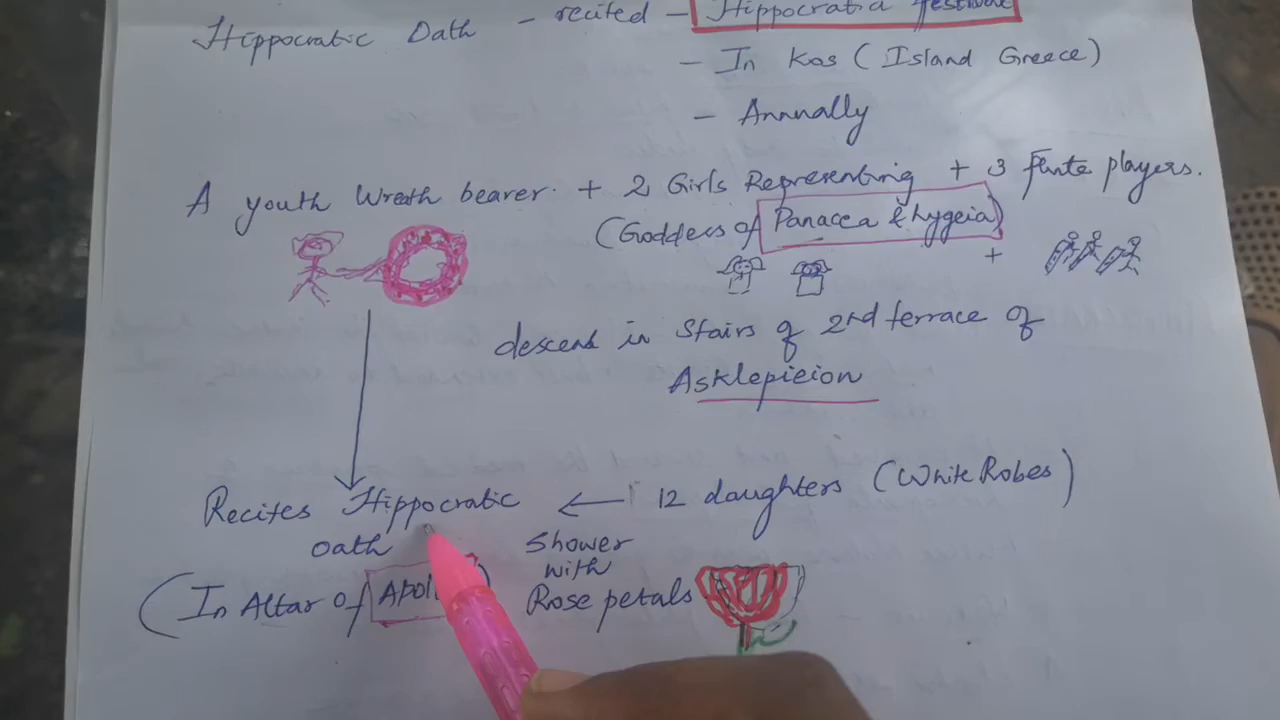 Hippocratic Oath - recited - Hippocratia festival
- In Kos (Island Greece)
- Annually
A youth Wreath bearer. + 2 Girls Representing + 3 flute players.
(Goddess of Panacea & hygeia)
+
descend in Stairs of 2nd terrace of
Asklepieion
Recites Hippocratic ← 12 daughters (White Robes)
Oath
Shower
with
(In Altar of
Rose petals